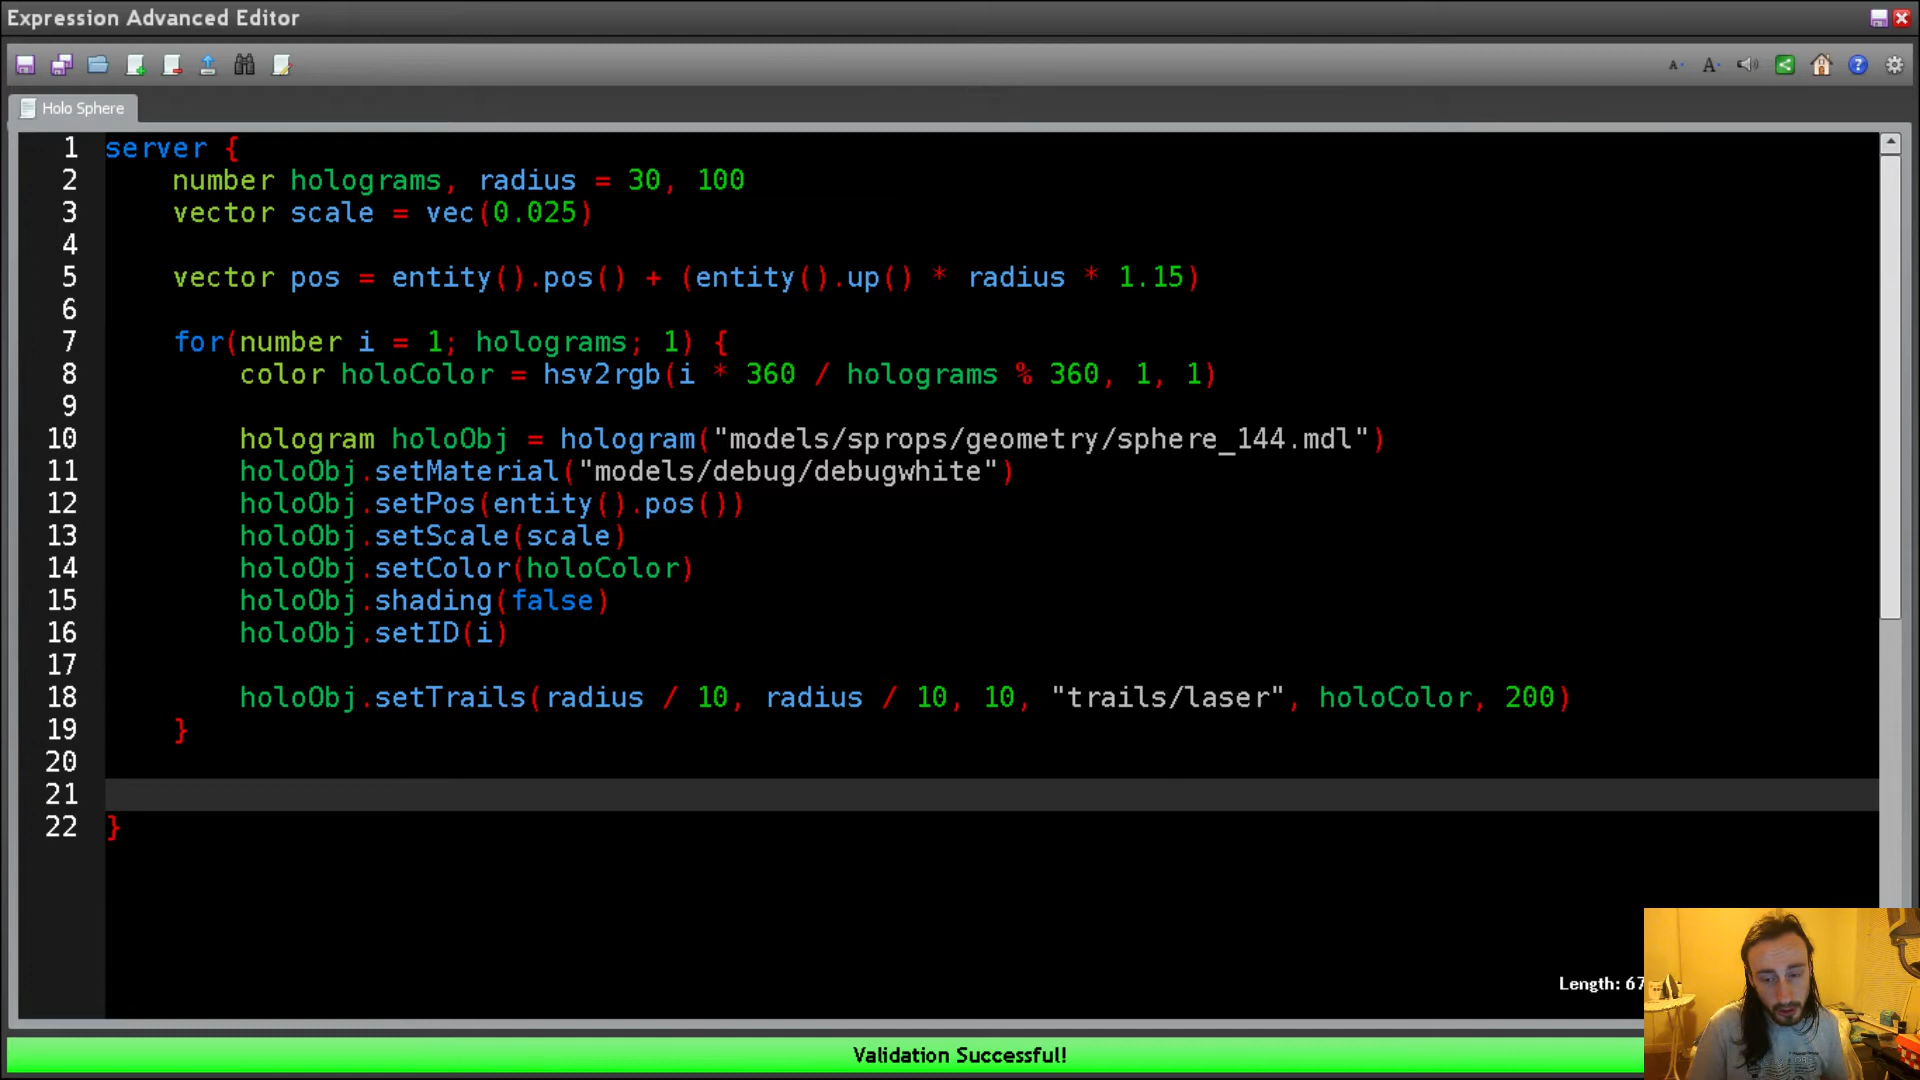 Expression Advanced Editor
Holo Sphere
1 server {
2 number holograms, radius = 30, 100
3 vector scale = vec(0.025)
4
5 vector pos = entity().pos() + (entity().up() * radius * 1.15)
6
7 for(number i = 1; holograms; 1) {
8 color holoColor = hsv2rgb(i * 360 / holograms % 360, 1, 1)
9
10 hologram holoObj = hologram("models/sprops/geometry/sphere_144.mdl")
11 holoObj.setMaterial("models/debug/debugwhite")
12 holoObj.setPos(entity().pos())
13 holoObj.setScale(scale)
14 holoObj.setColor(holoColor)
15 holoObj.shading(false)
16 holoObj.setID(i)
17
18 holoObj.setTrails(radius / 10, radius / 10, 10, "trails/laser", holoColor, 200)
19 }
20
21
22 }
Length: 67
Validation Successful!